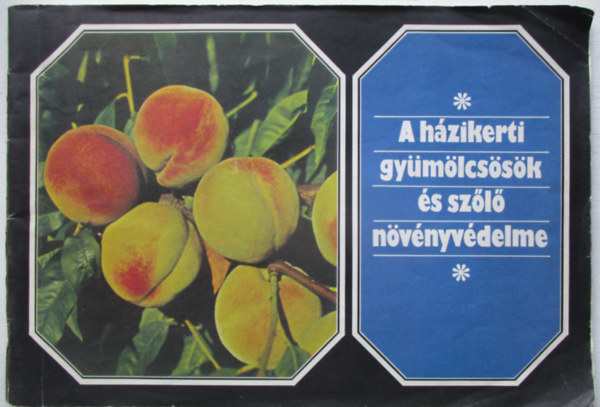 A házikerti
gyümölcsösök
és szőlő
növényvédelme